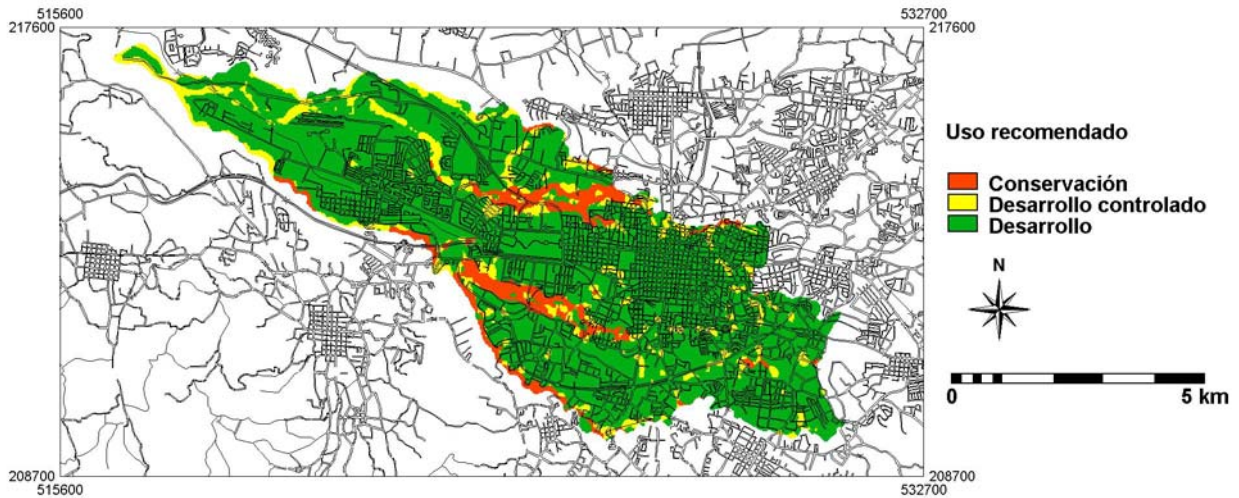 515600
532700
217600
217600
Uso recomendado
Conservación
Desarrollo controlado
Desarrollo
N
0
5 km
208700
208700
515600
532700